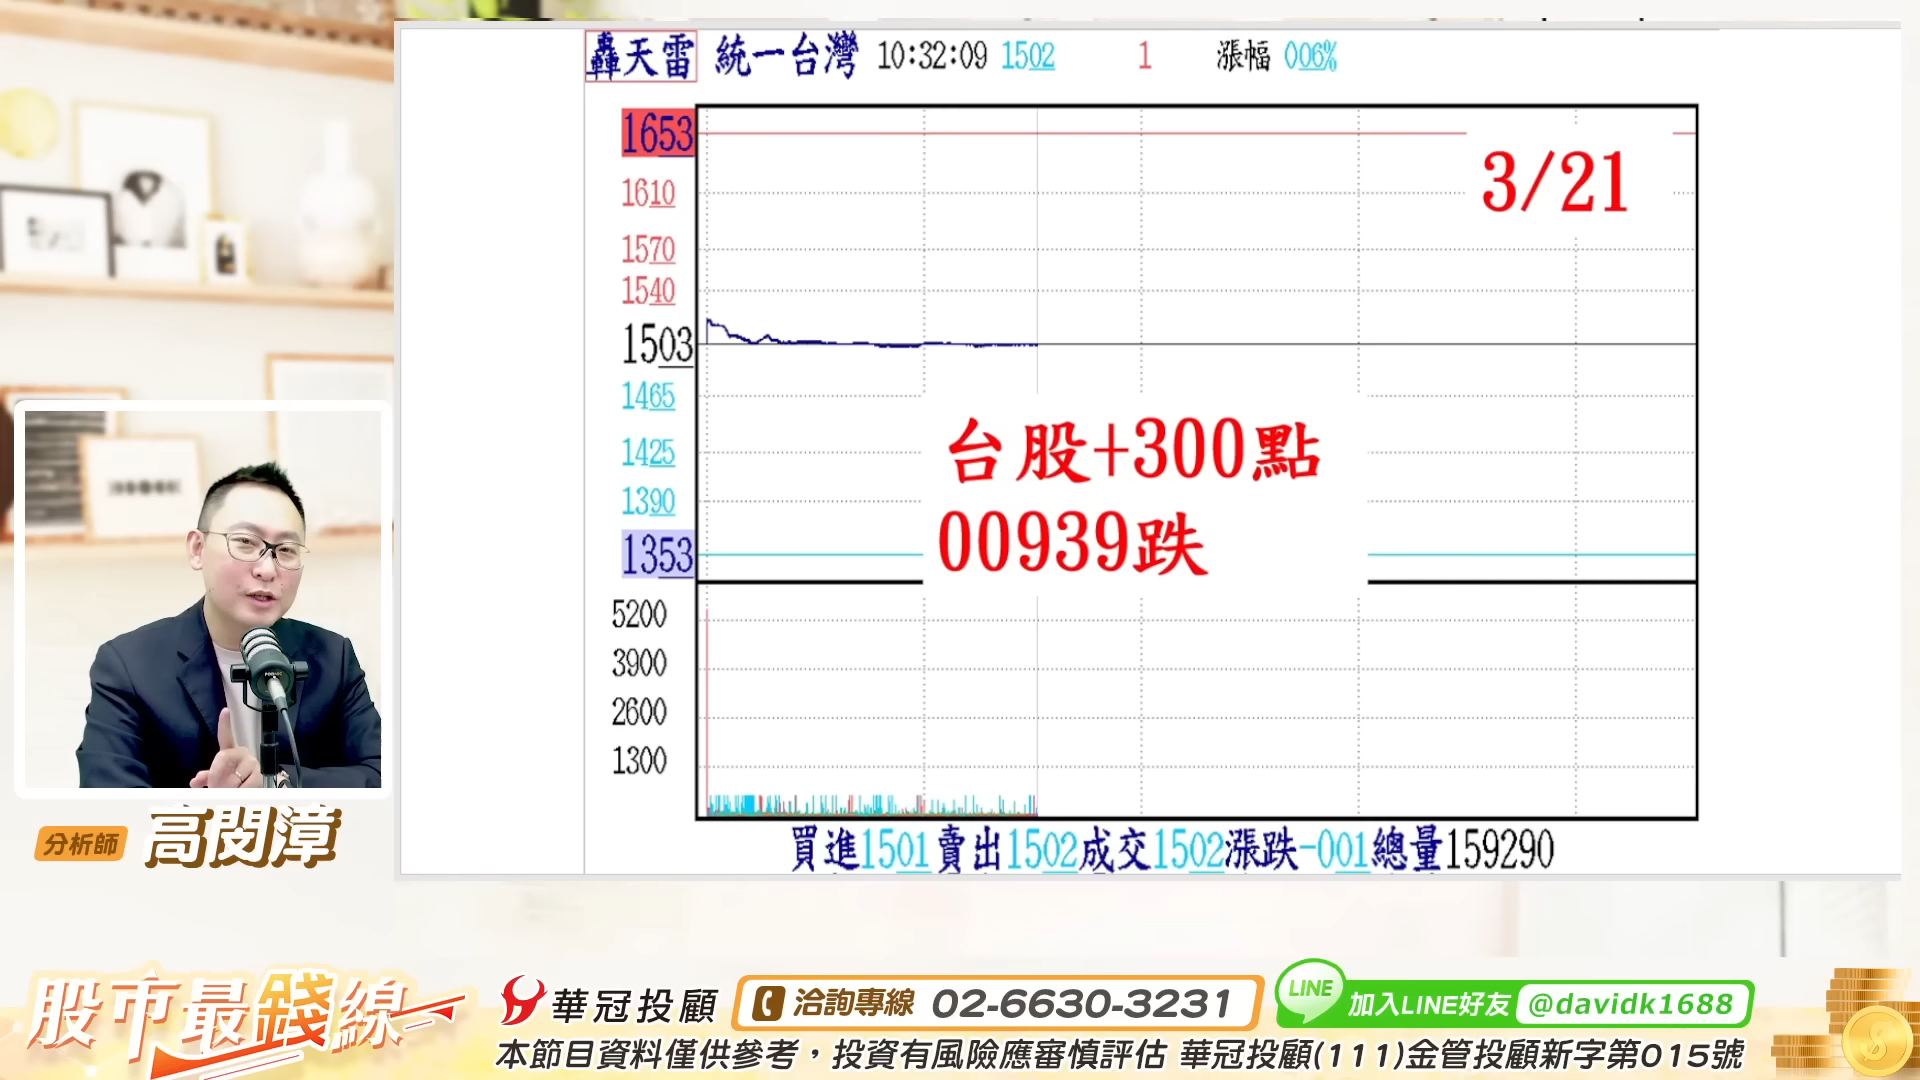 轟天雷 統一台灣 10:32:09 1502 1 漲幅 006%
1653
1610
1570
1540
1503
1465
1425
1390
1353
5200
3900
2600
1300
3/21
台股+300點
00939跌
買進1501賣出1502成交1502漲跌-001總量159290
分析師 高閔漳
股市最錢線
華冠投顧 洽詢專線 02-6630-3231
LINE 加入LINE好友 @davidk1688
本節目資料僅供參考，投資有風險應審慎評估 華冠投顧(111)金管投顧新字第015號